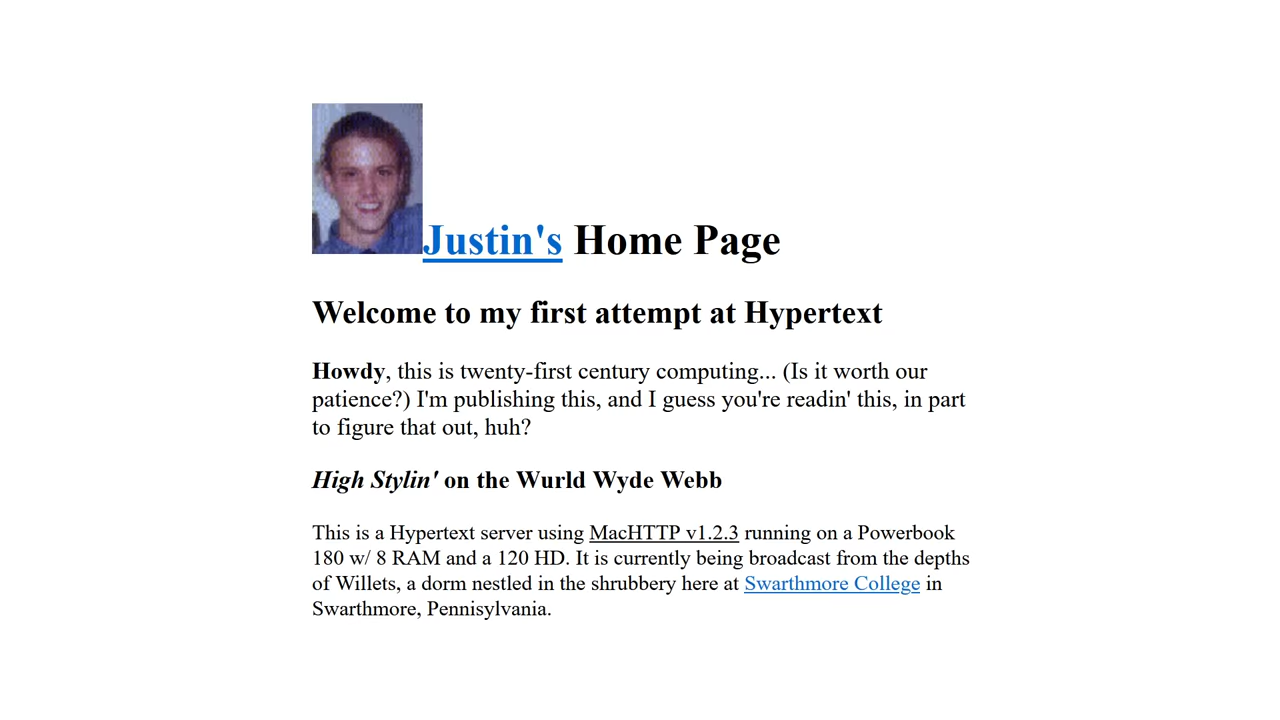 Justin's Home Page
Welcome to my first attempt at Hypertext
Howdy, this is twenty-first century computing... (Is it worth our
patience?) I'm publishing this, and I guess you're readin' this, in part
to figure that out, huh?
High Stylin' on the Wurld Wyde Webb
This is a Hypertext server using MacHTTP v1.2.3 running on a Powerbook
180 w/ 8 RAM and a 120 HD. It is currently being broadcast from the depths
of Willets, a dorm nestled in the shrubbery here at Swarthmore College in
Swarthmore, Pennisylvania.